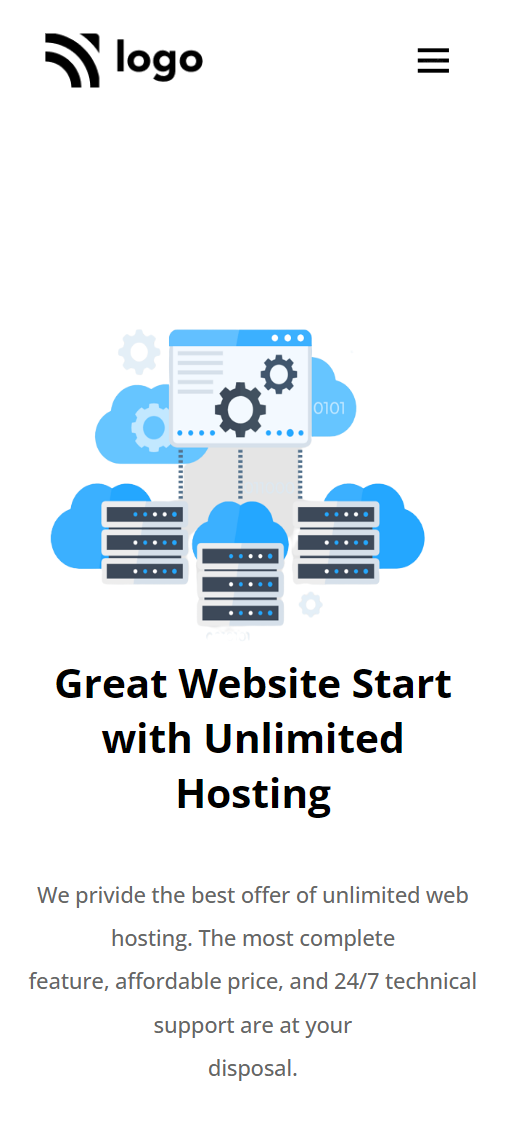 logo
0101
Great Website Start
with Unlimited
Hosting
We privide the best offer of unlimited web
hosting. The most complete
feature, affordable price, and 24/7 technical
support are at your
disposal.